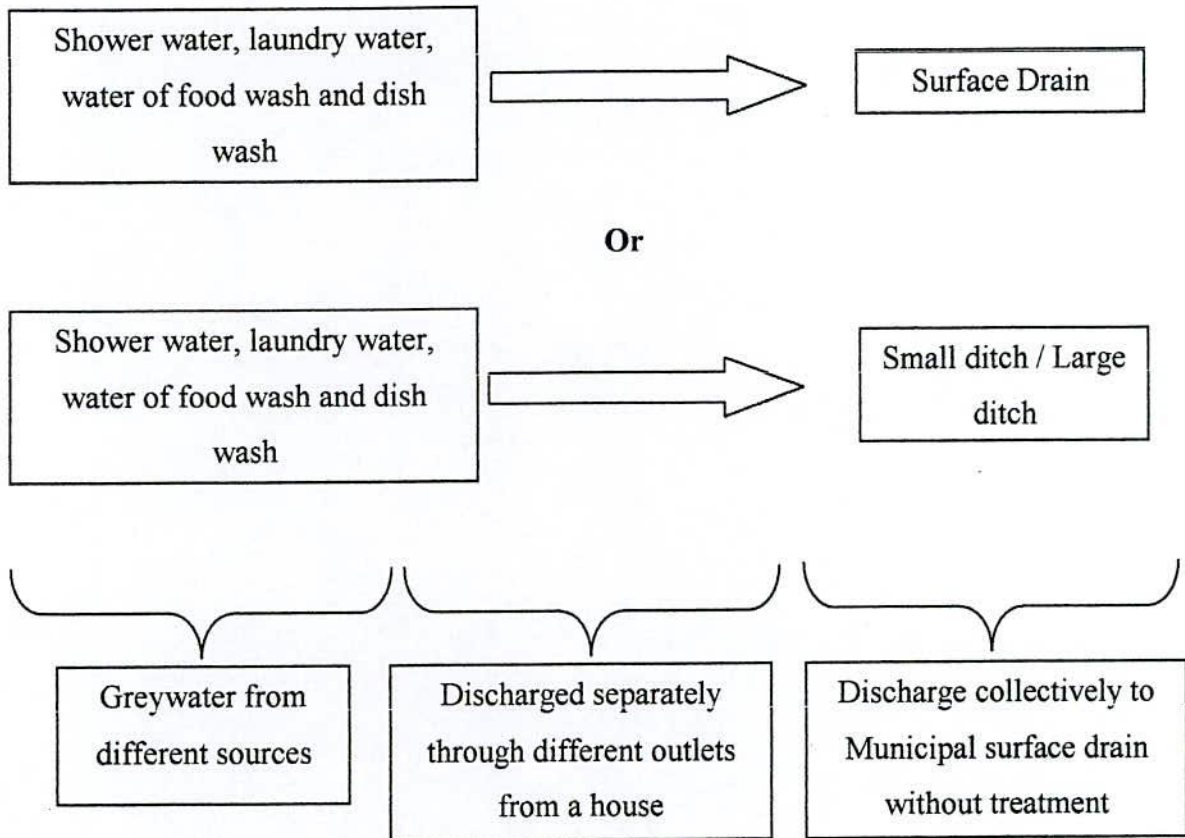 Shower water, laundry water,
water of food wash and dish
wash
Surface Drain
Or
Shower water, laundry water,
water of food wash and dish
wash
Small ditch / Large
ditch
Greywater from
different sources
Discharged separately
through different outlets
from a house
Discharge collectively to
Municipal surface drain
without treatment